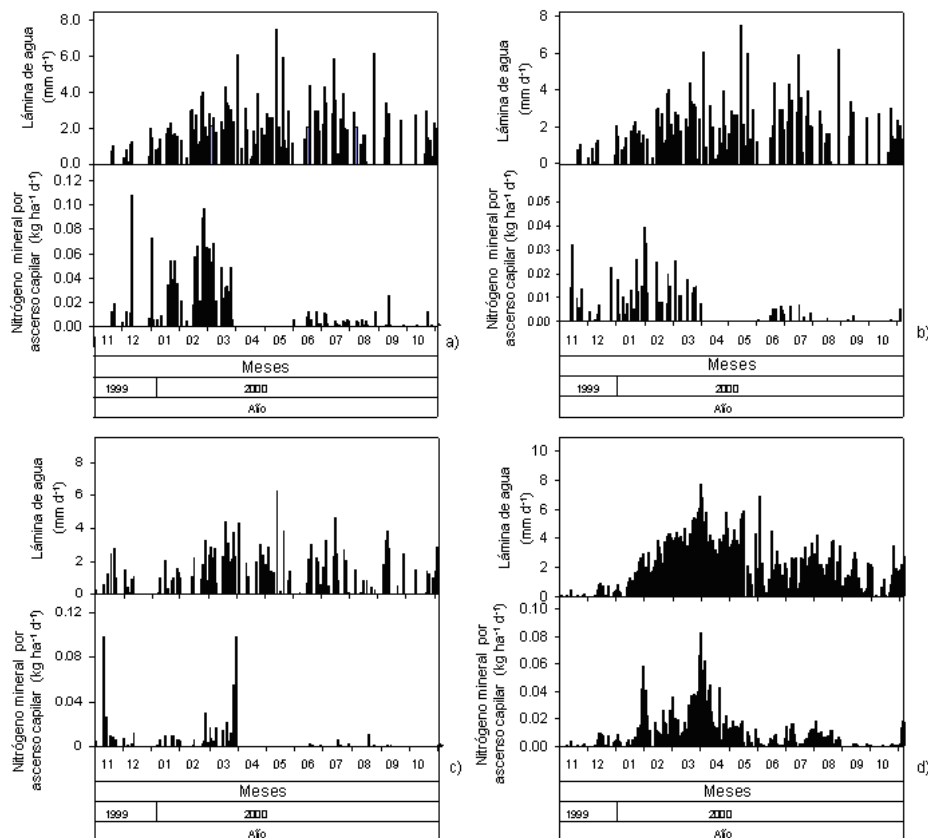 Lámina de agua
(mm d⁻¹)
8.0
6.0
4.0
2.0
0.0
Nitrógeno mineral por
ascenso capilar (kg ha⁻¹ d⁻¹)
0.12
0.10
0.08
0.06
0.04
0.02
0.00
11 12 01 02 03 04 05 06 07 08 09 10
a)
Meses
1999 2000
Año
Lámina de agua
(mm d⁻¹)
8
6
4
2
0
Nitrógeno mineral por
ascenso capilar (kg ha⁻¹ d⁻¹)
0.05
0.04
0.03
0.02
0.01
0.00
11 12 01 02 03 04 05 06 07 08 09 10
b)
Meses
1999 2000
Año
Lámina de agua
(mm d⁻¹)
8
6
4
2
0
Nitrógeno mineral por
ascenso capilar (kg ha⁻¹ d⁻¹)
0.12
0.08
0.04
0
11 12 01 02 03 04 05 06 07 08 09 10
c)
Meses
1999 2000
Año
Lámina de agua
(mm d⁻¹)
10
8
6
4
2
0
Nitrógeno mineral por
ascenso capilar (kg ha⁻¹ d⁻¹)
0.10
0.08
0.06
0.04
0.02
0.00
11 12 01 02 03 04 05 06 07 08 09 10
d)
Meses
1999 2000
Año